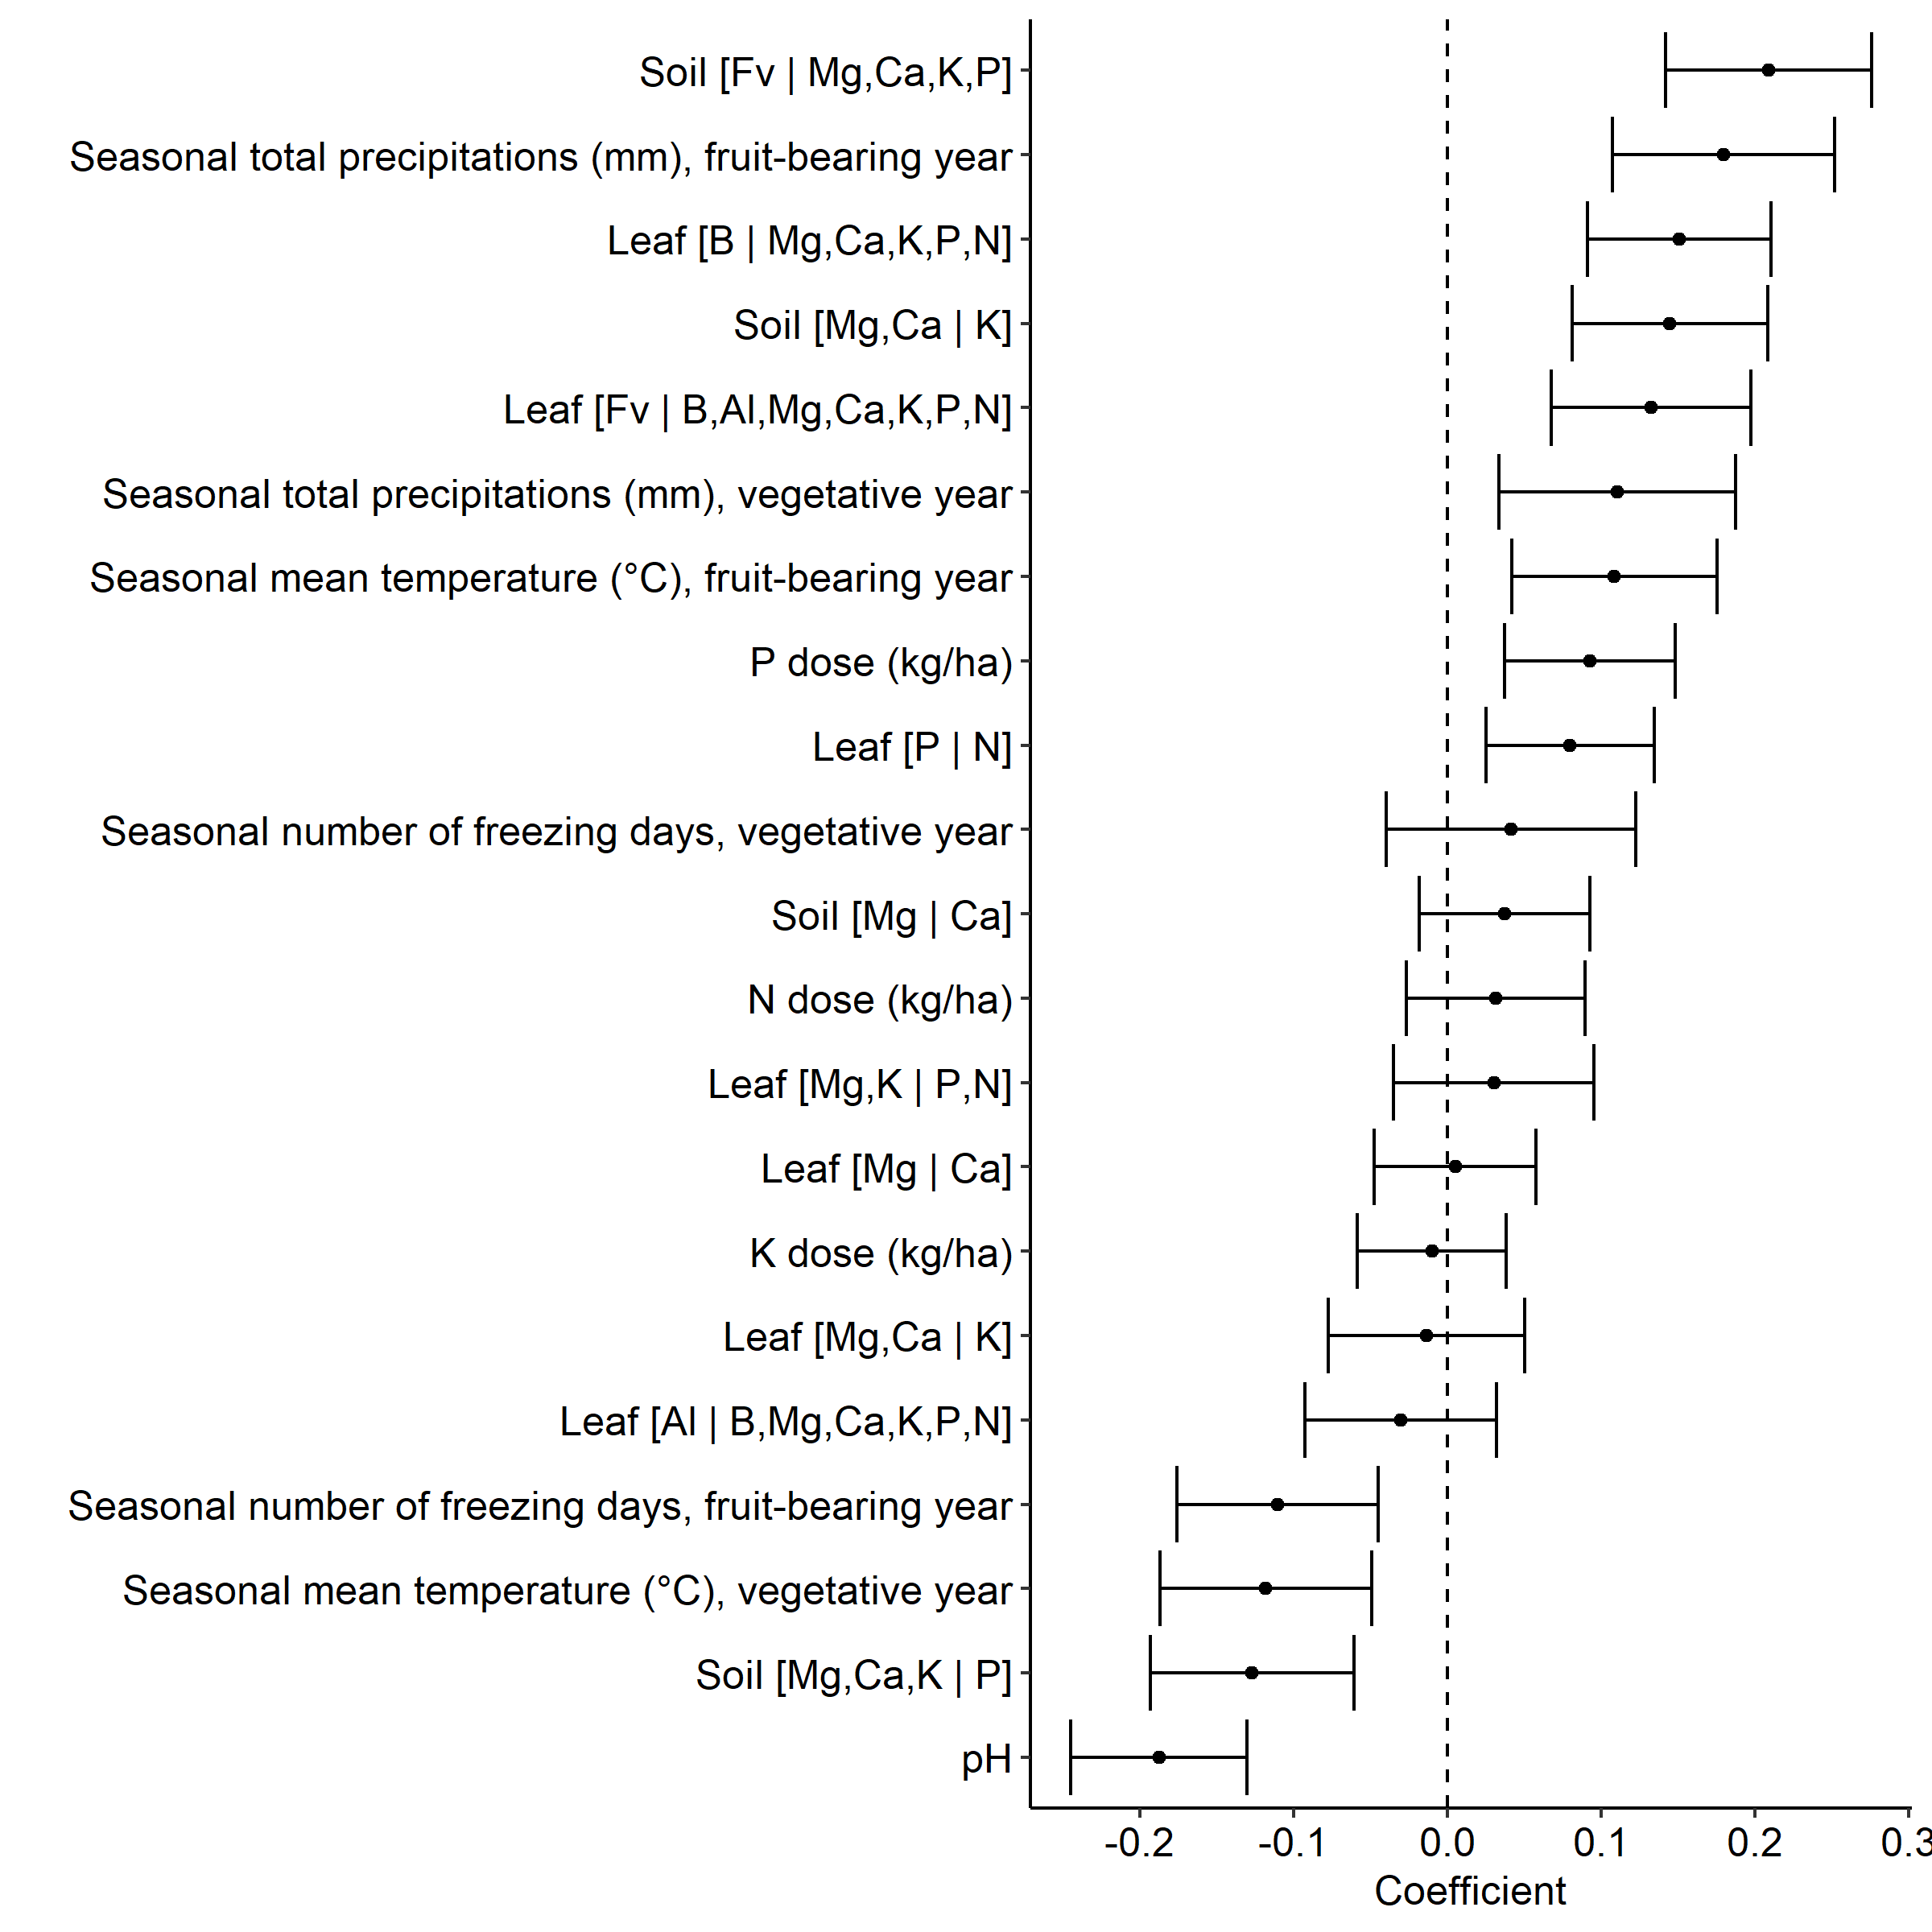 Soil [Fv | Mg,Ca,K,P]
Seasonal total precipitations (mm), fruit-bearing year
Leaf [B | Mg,Ca,K,P,N]
Soil [Mg,Ca | K]
Leaf [Fv | B,Al,Mg,Ca,K,P,N]
Seasonal total precipitations (mm), vegetative year
Seasonal mean temperature (°C), fruit-bearing year
P dose (kg/ha)
Leaf [P | N]
Seasonal number of freezing days, vegetative year
Soil [Mg | Ca]
N dose (kg/ha)
Leaf [Mg,K | P,N]
Leaf [Mg | Ca]
K dose (kg/ha)
Leaf [Mg,Ca | K]
Leaf [Al | B,Mg,Ca,K,P,N]
Seasonal number of freezing days, fruit-bearing year
Seasonal mean temperature (°C), vegetative year
Soil [Mg,Ca,K | P]
pH
-0.2 -0.1 0.0 0.1 0.2 0.3
Coefficient